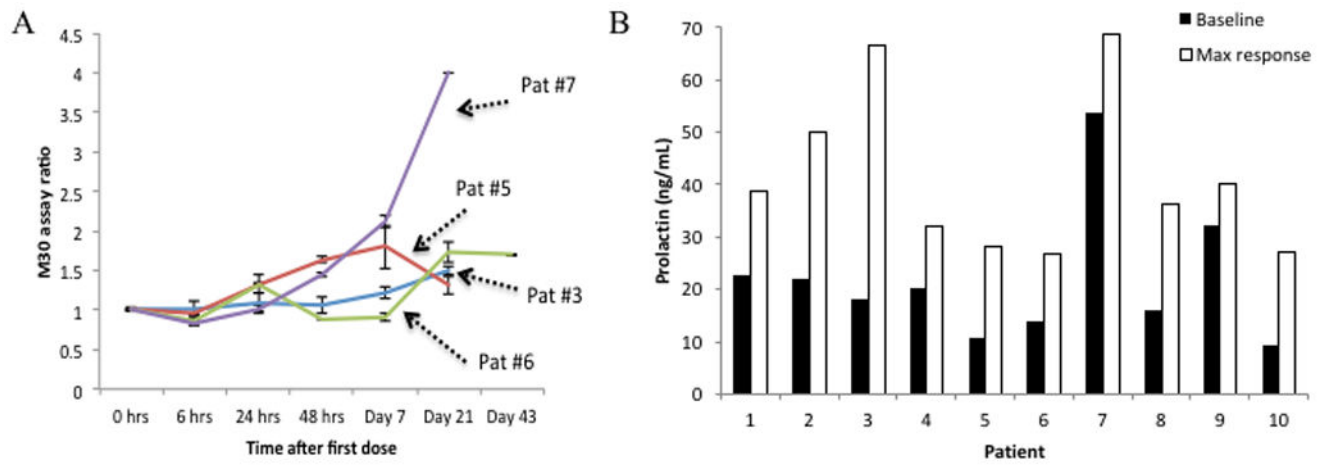 A
4.5
4
3.5
3
2.5
2
1.5
1
0.5
0
M30 assay ratio
Pat #7
Pat #5
Pat #3
Pat #6
0 hrs 6 hrs 24 hrs 48 hrs Day 7 Day 21 Day 43
Time after first dose
B
Baseline
Max response
70
60
50
40
30
20
10
0
Prolactin (ng/mL)
1 2 3 4 5 6 7 8 9 10
Patient